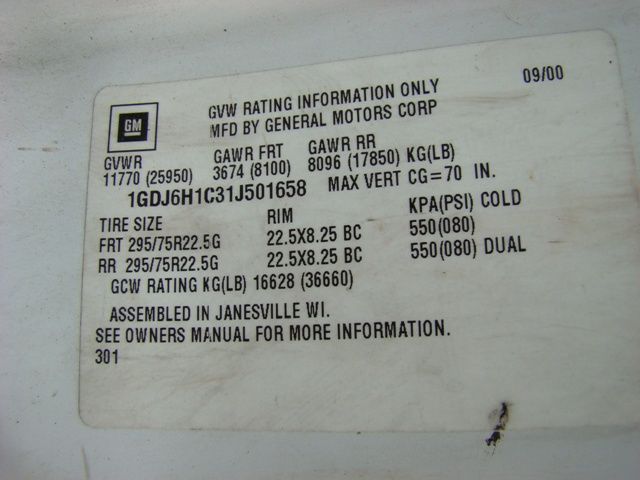 09/00
GM
GVW RATING INFORMATION ONLY
MFD BY GENERAL MOTORS CORP
GVWR GAWR FRT GAWR RR
11770 (25950) 3674 (8100) 8096 (17850) KG(LB)
1GDJ6H1C31J501658 MAX VERT CG=70 IN.
TIRE SIZE RIM KPA(PSI) COLD
FRT 295/75R22.5G 22.5X8.25 BC 550(080)
RR 295/75R22.5G 22.5X8.25 BC 550(080) DUAL
GCW RATING KG(LB) 16628 (36660)
ASSEMBLED IN JANESVILLE WI.
SEE OWNERS MANUAL FOR MORE INFORMATION.
301